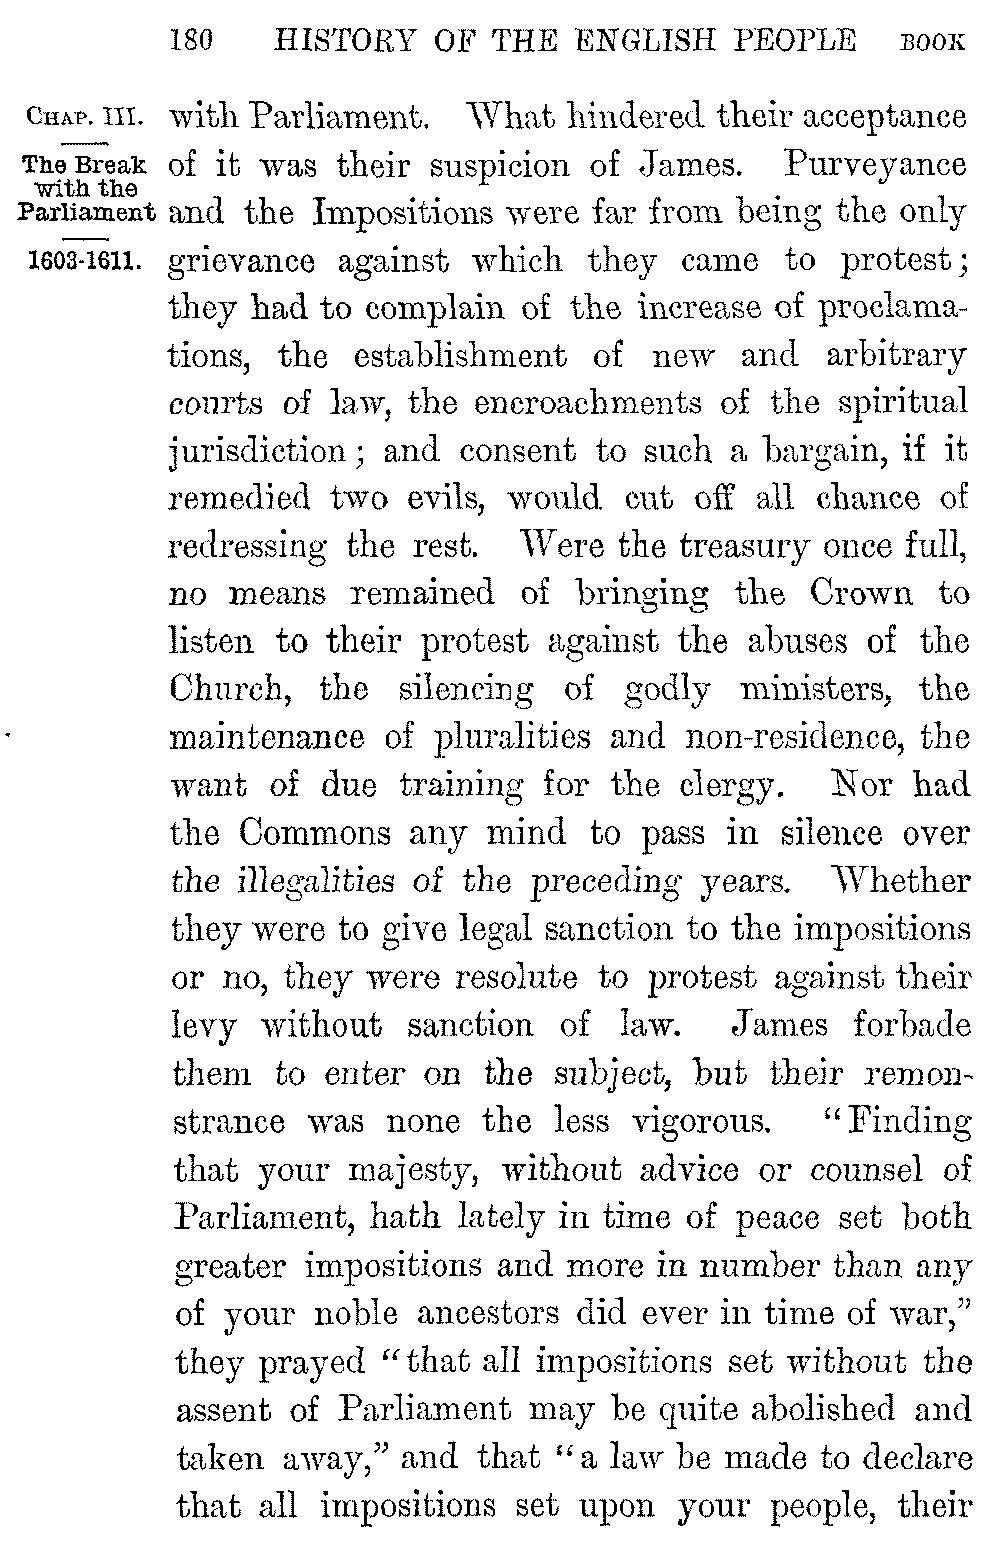 180 HISTORY OF THE ENGLISH PEOPLE BOOK
CHAP. III.
The Break
with the
Parliament
1603-1611.
with Parliament. What hindered their acceptance
of it was their suspicion of James. Purveyance
and the Impositions were far from being the only
grievance against which they came to protest;
they had to complain of the increase of proclama-
tions, the establishment of new and arbitrary
courts of law, the encroachments of the spiritual
jurisdiction; and consent to such a bargain, if it
remedied two evils, would cut off all chance of
redressing the rest. Were the treasury once full,
no means remained of bringing the Crown to
listen to their protest against the abuses of the
Church, the silencing of godly ministers, the
maintenance of pluralities and non-residence, the
want of due training for the clergy. Nor had
the Commons any mind to pass in silence over
the illegalities of the preceding years. Whether
they were to give legal sanction to the impositions
or no, they were resolute to protest against their
levy without sanction of law. James forbade
them to enter on the subject, but their remon-
strance was none the less vigorous. "Finding
that your majesty, without advice or counsel of
Parliament, hath lately in time of peace set both
greater impositions and more in number than any
of your noble ancestors did ever in time of war,"
they prayed "that all impositions set without the
assent of Parliament may be quite abolished and
taken away," and that "a law be made to declare
that all impositions set upon your people, their